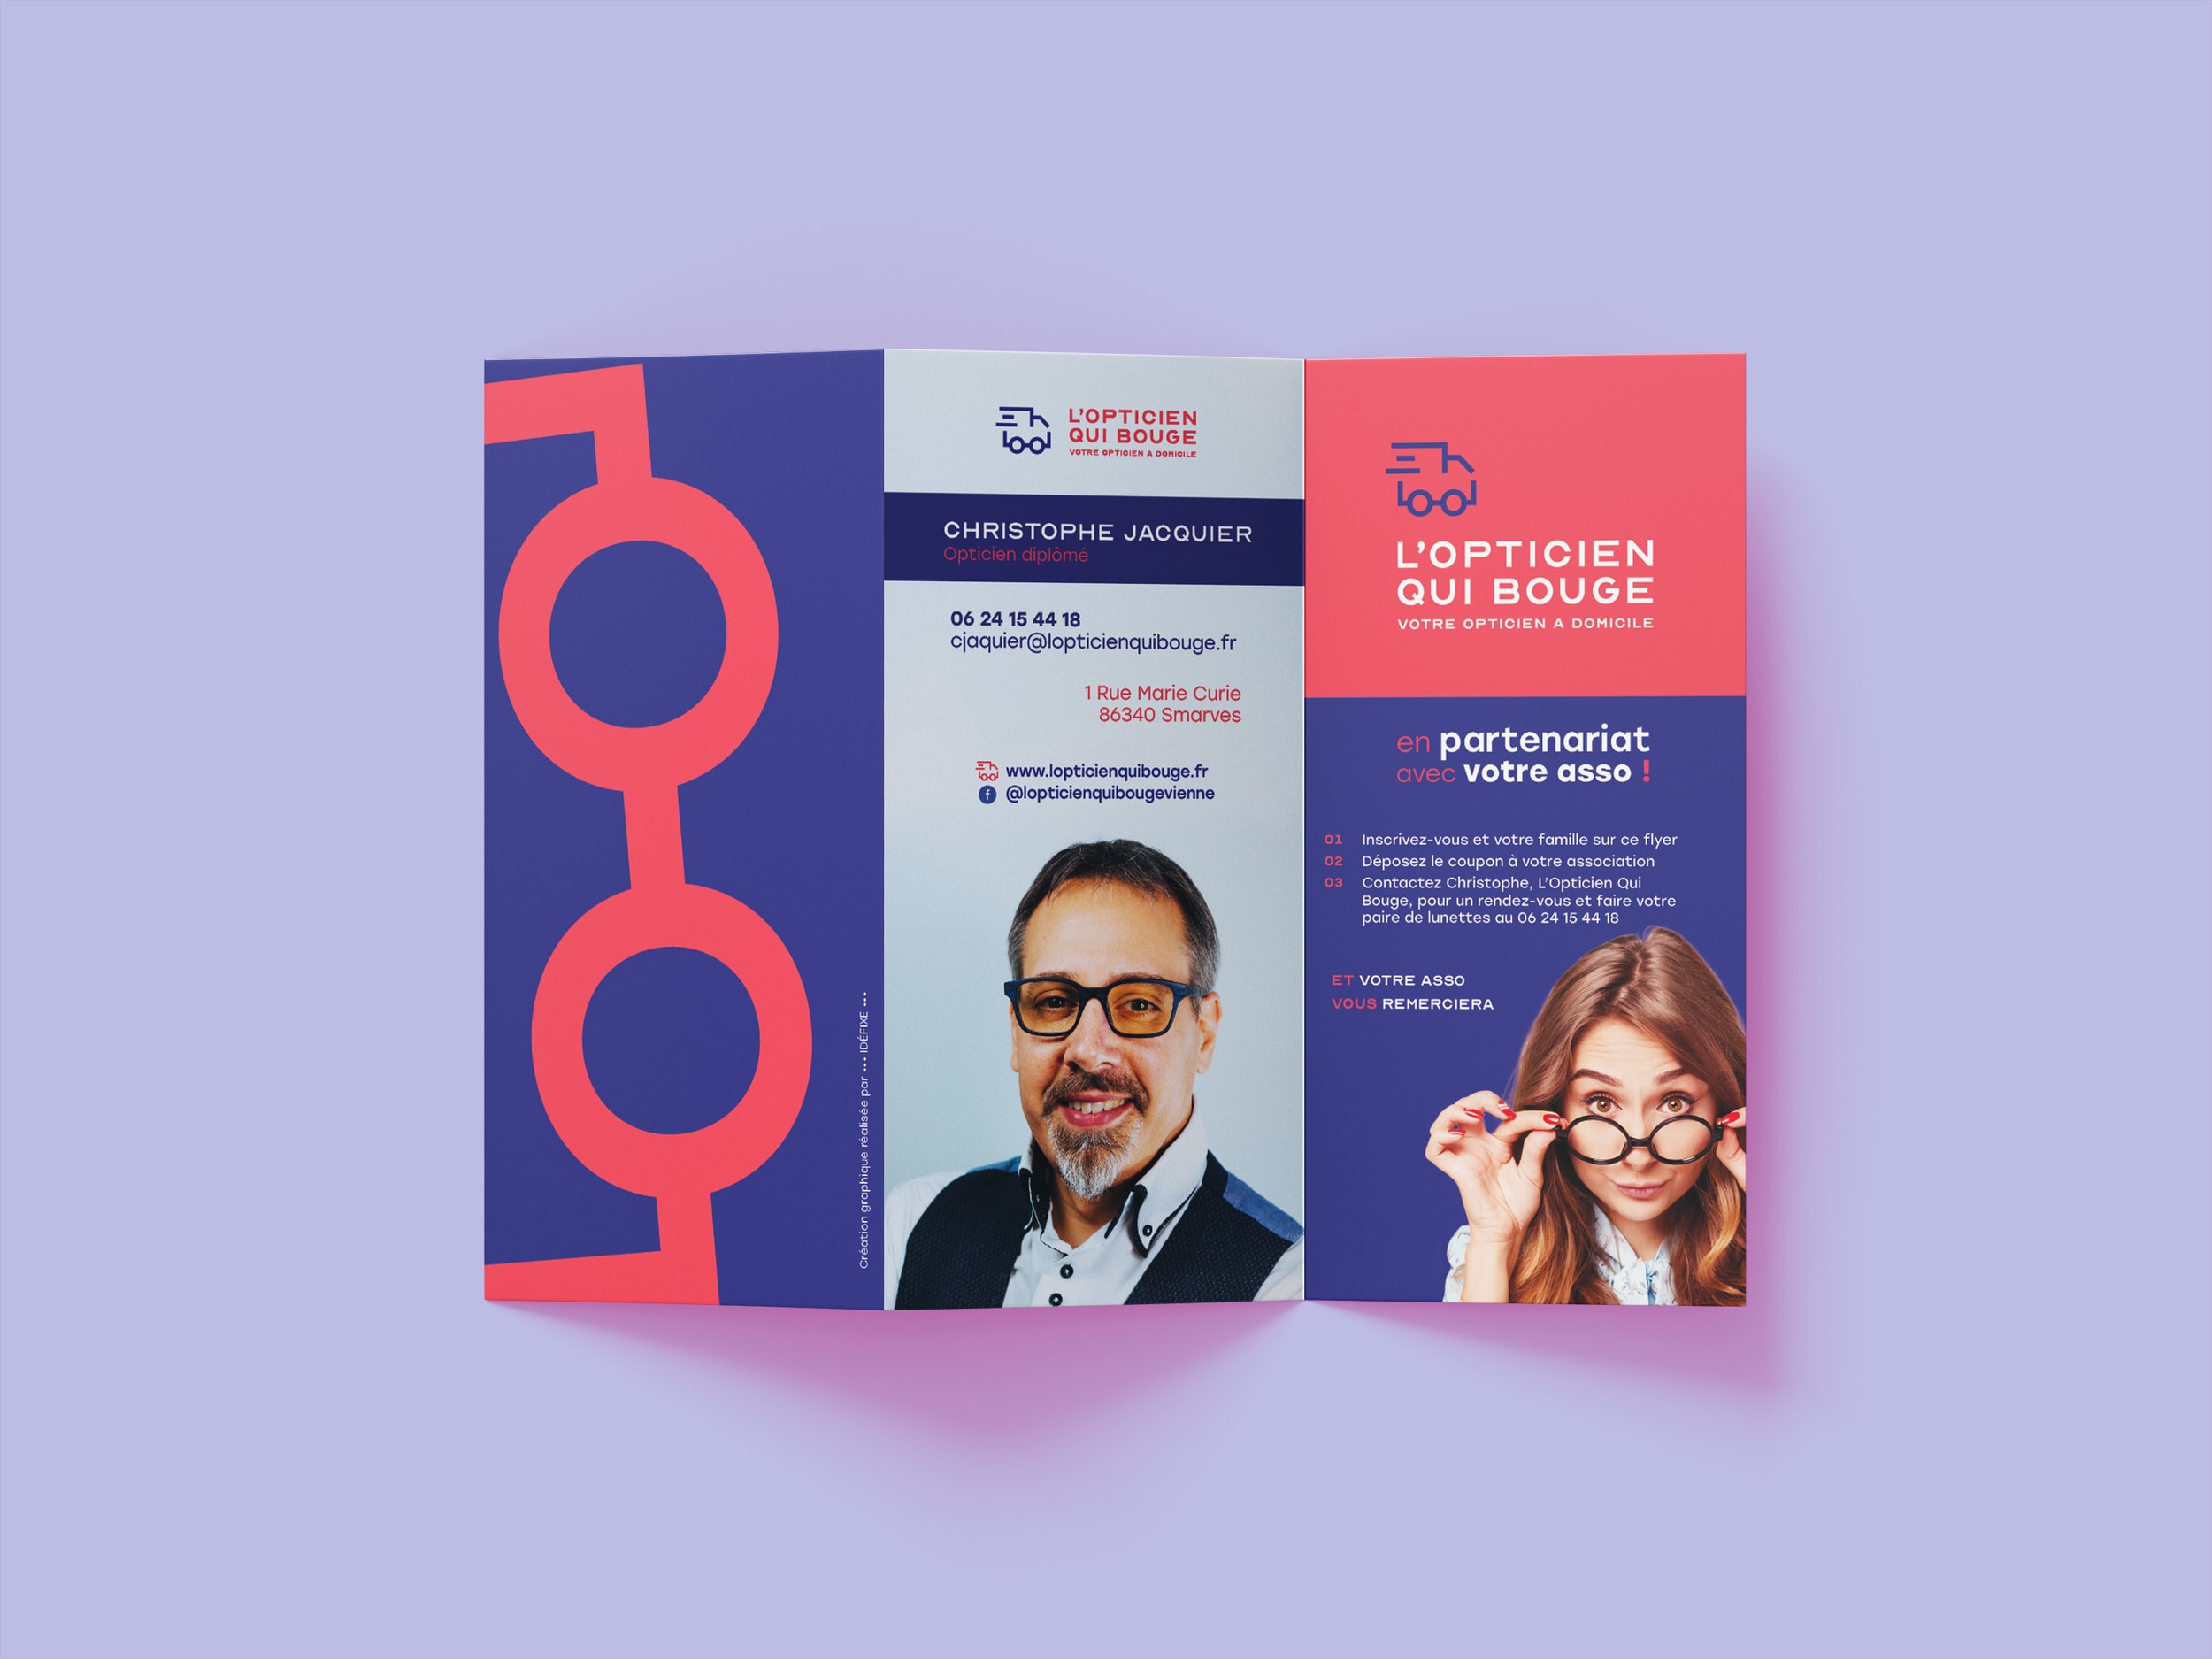 Création graphique réalisée par ••• IDÉFIXE •••
L'OPTICIEN
QUI BOUGE
VOTRE OPTICIEN A DOMICILE
CHRISTOPHE JACQUIER
Opticien diplômé
06 24 15 44 18
cjaquier@lopticienquibouge.fr
1 Rue Marie Curie
86340 Smarves
www.lopticienquibouge.fr
f @lopticienquibougevienne
L'OPTICIEN
QUI BOUGE
VOTRE OPTICIEN A DOMICILE
en partenariat
avec votre asso !
01 Inscrivez-vous et votre famille sur ce flyer
02 Déposez le coupon à votre association
03 Contactez Christophe, L'Opticien Qui
Bouge, pour un rendez-vous et faire votre
paire de lunettes au 06 24 15 44 18
ET VOTRE ASSO
VOUS REMERCIERA